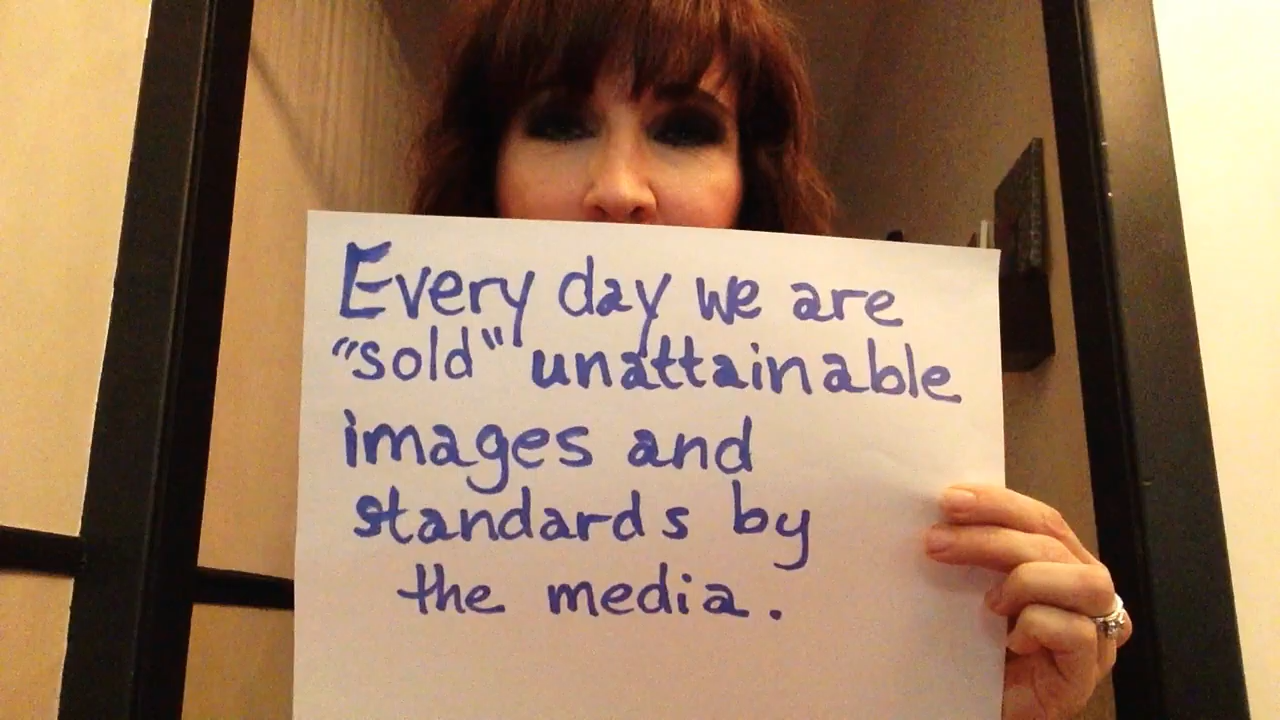 Every day we are
"sold" unattainable
images and
standards by
the media.